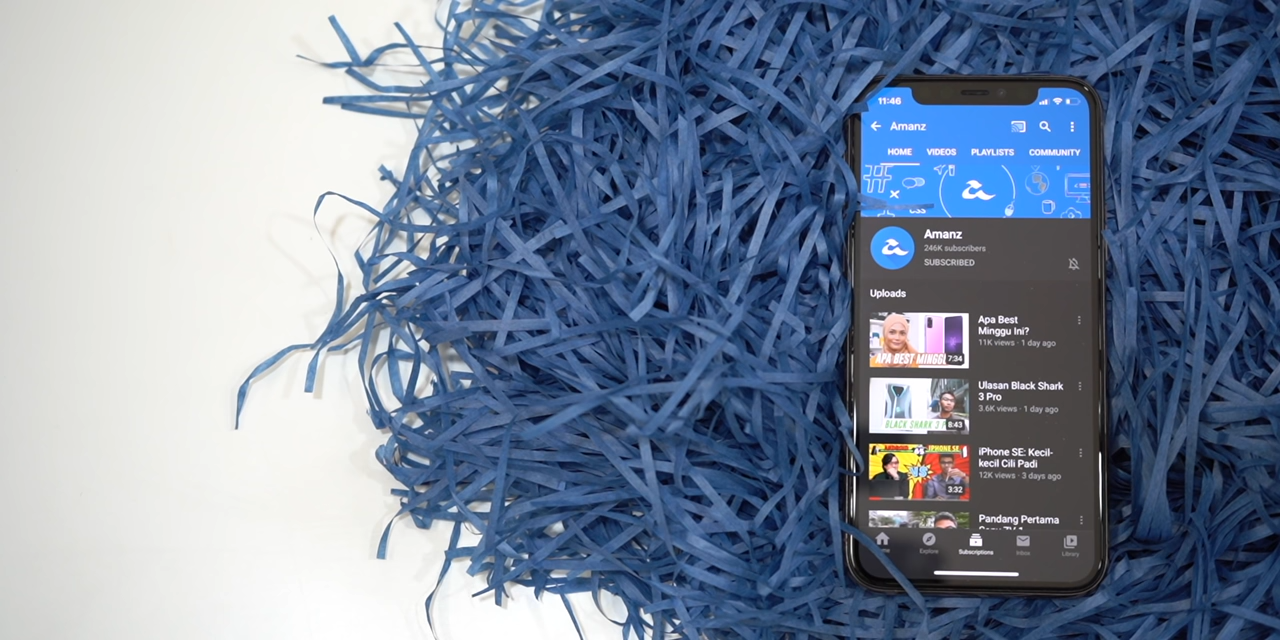 11:46
Amanz
HOME VIDEOS PLAYLISTS COMMUNITY
#
CSS
Amanz
246K subscribers
SUBSCRIBED
Uploads
Apa Best
Minggu Ini?
11K views · 1 day ago
APA BEST MINGGU
7:34
Ulasan Black Shark
3 Pro
3.6K views · 1 day ago
BLACK SHARK 3
8:43
iPhone SE: Kecil-
kecil Cili Padi
12K views · 3 days ago
IPHONE SE
VS
3:32
Pandang Pertama
Explore Subscriptions Inbox Library